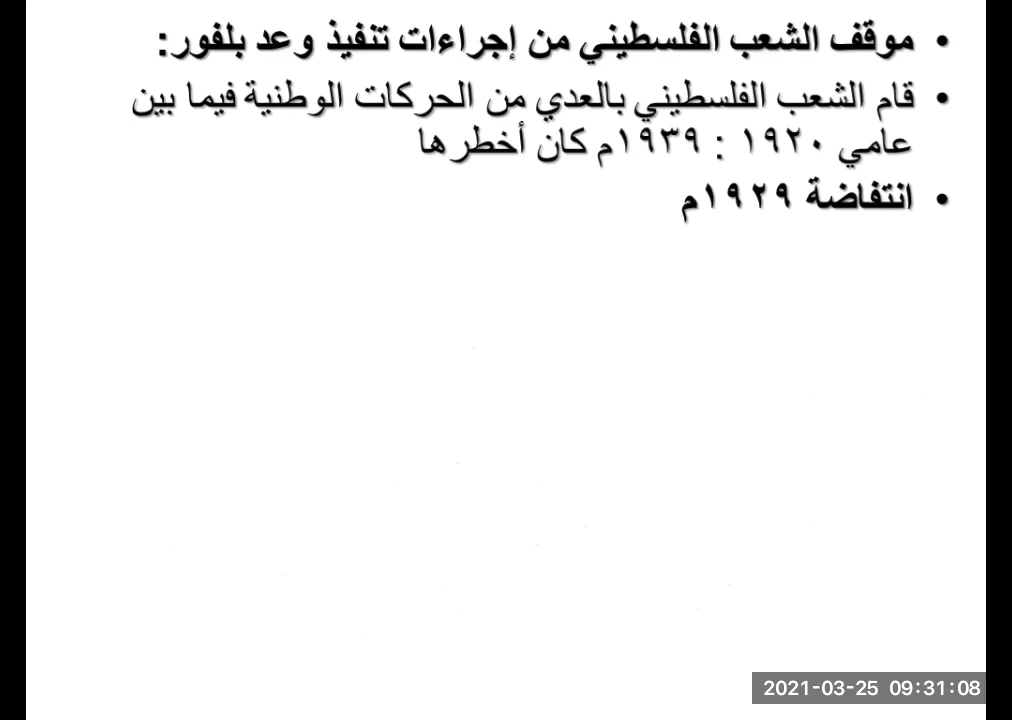 • موقف الشعب الفلسطيني من إجراءات تنفيذ وعد بلفور:
• قام الشعب الفلسطيني بالعدي من الحركات الوطنية فيما بين
عامي ١٩٢٠ : ١٩٣٩م كان أخطرها
• انتفاضة ١٩٢٩م
2021-03-25 09:31:08